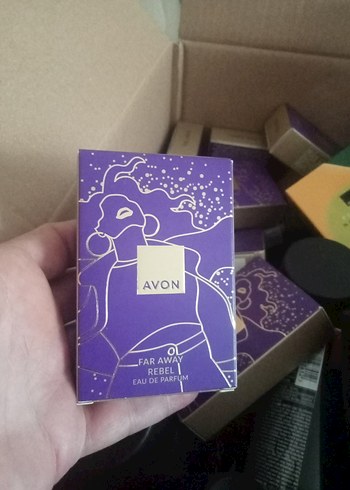 AVON
FAR AWAY
REBEL
EAU DE PARFUM